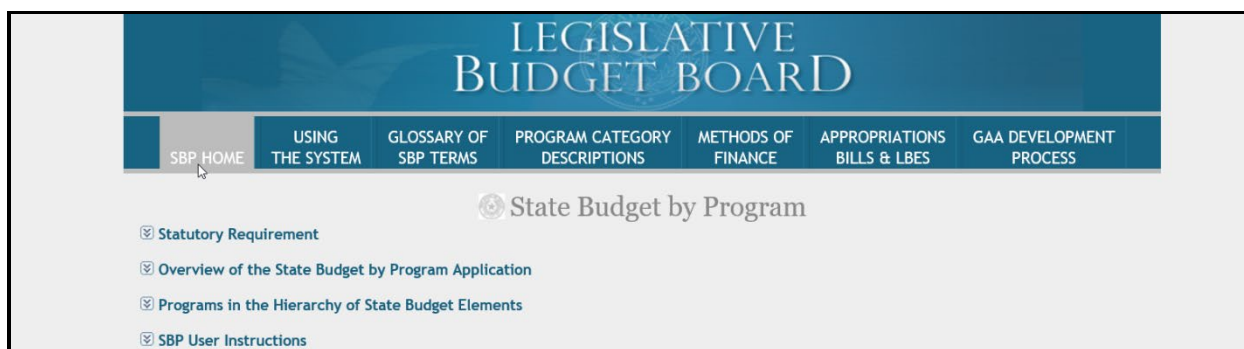 LEGISLATIVE
BUDGET BOARD
SBP HOME
USING
THE SYSTEM
GLOSSARY OF
SBP TERMS
PROGRAM CATEGORY
DESCRIPTIONS
METHODS OF
FINANCE
APPROPRIATIONS
BILLS & LBES
GAA DEVELOPMENT
PROCESS
State Budget by Program
Statutory Requirement
Overview of the State Budget by Program Application
Programs in the Hierarchy of State Budget Elements
SBP User Instructions